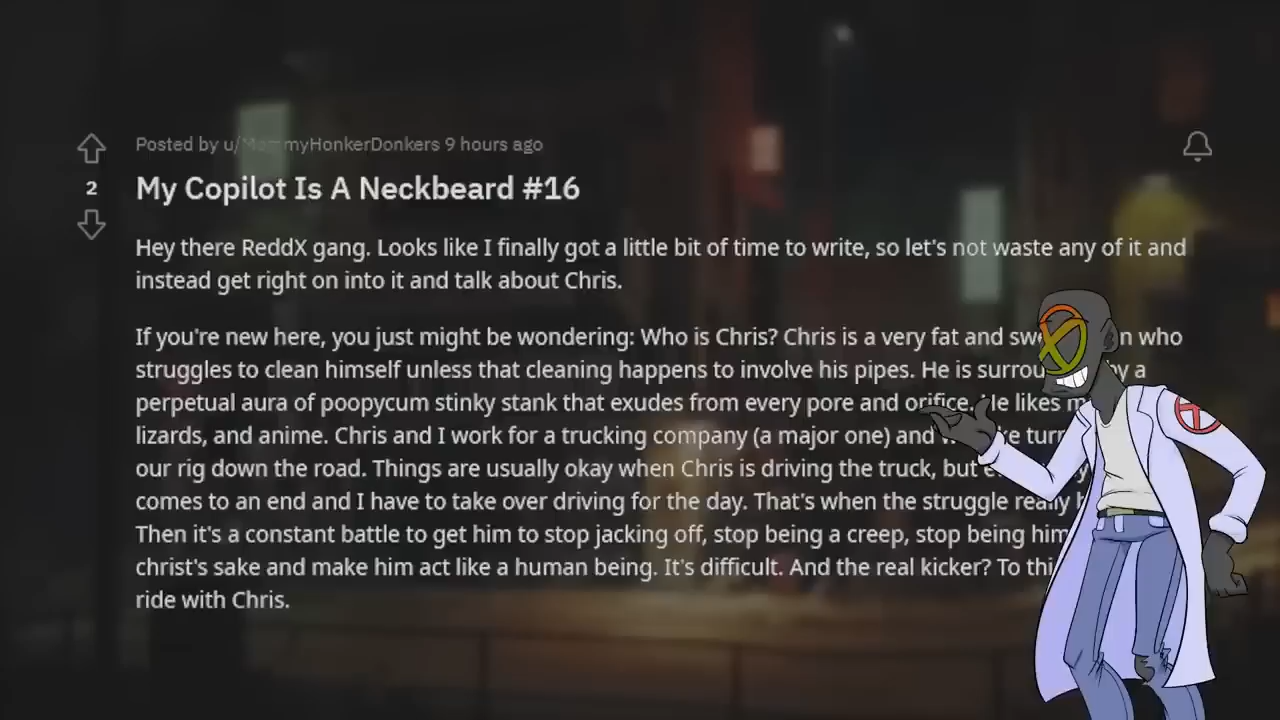 Posted by u/MommyHonkerDonkers 9 hours ago
2
My Copilot Is A Neckbeard #16
Hey there ReddX gang. Looks like I finally got a little bit of time to write, so let's not waste any of it and
instead get right on into it and talk about Chris.
If you're new here, you just might be wondering: Who is Chris? Chris is a very fat and who
struggles to clean himself unless that cleaning happens to involve his pipes. He is by a
perpetual aura of poopycum stinky stank that exudes from every pore and orifice. He likes
lizards, and anime. Chris and I work for a trucking company (a major one) and
our rig down the road. Things are usually okay when Chris is driving the truck, but
comes to an end and I have to take over driving for the day. That's when the struggle really
Then it's a constant battle to get him to stop jacking off, stop being a creep, stop being
christ's sake and make him act like a human being. It's difficult. And the real kicker? To
ride with Chris.